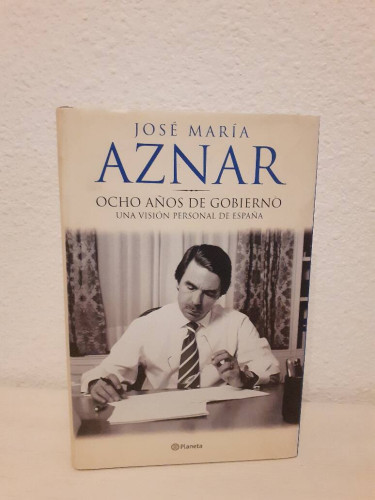 JOSÉ MARÍA
AZNAR
OCHO AÑOS DE GOBIERNO
UNA VISIÓN PERSONAL DE ESPAÑA
Planeta